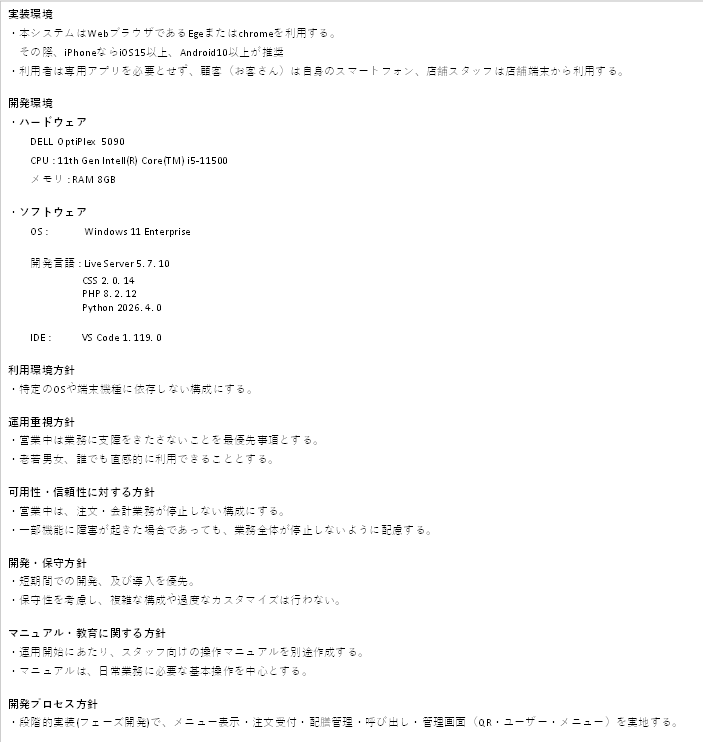 実装環境
・本システムはWebブラウザであるEgeまたはchromeを利用する。
その際、iPhoneならiOS15以上、Android10以上が推奨
・利用者は専用アプリを必要とせず、顧客（お客さん）は自身のスマートフォン、店舗スタッフは店舗端末から利用する。
開発環境
・ハードウェア
DELL OptiPlex 5090
CPU : 11th Gen Intell(R) Core(TM) i5-11500
メモリ : RAM 8GB
・ソフトウェア
OS : Windows 11 Enterprise
開発言語 : Live Server 5. 7. 10
CSS 2. 0. 14
PHP 8. 2. 12
Python 2026. 4. 0
IDE : VS Code 1. 119. 0
利用環境方針
・特定のOSや端末機種に依存しない構成にする。
運用重視方針
・営業中は業務に支障をきたさないことを最優先事項とする。
・老若男女、誰でも直感的に利用できることとする。
可用性・信頼性に対する方針
・営業中は、注文・会計業務が停止しない構成にする。
・一部機能に障害が起きた場合であっても、業務全体が停止しないように配慮する。
開発・保守方針
・短期間での開発、及び導入を優先。
・保守性を考慮し、複雑な構成や過度なカスタマイズは行わない。
マニュアル・教育に関する方針
・運用開始にあたり、スタッフ向けの操作マニュアルを別途作成する。
・マニュアルは、日常業務に必要な基本操作を中心とする。
開発プロセス方針
・段階的実装(フェーズ開発)で、メニュー表示・注文受付・配膳管理・呼び出し・管理画面（QR・ユーザー・メニュー）を実地する。